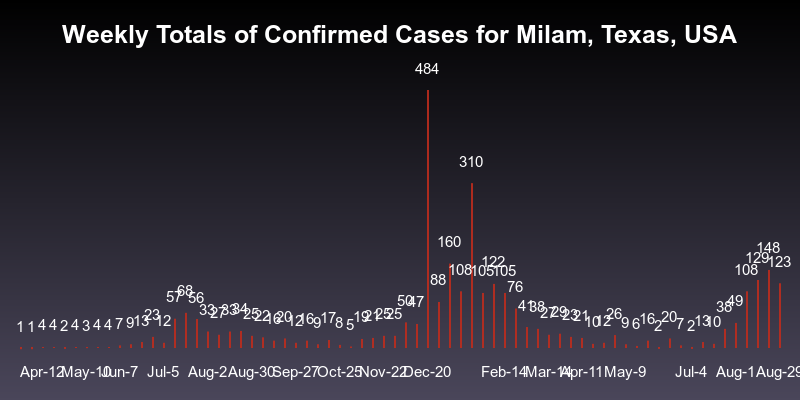 Weekly Totals of Confirmed Cases for Milam, Texas, USA
1 1 4 4 2 4 3 4 4 7 9 13 23 12 57 68 56 33 27 33 34 25 22 16 20 12 16 9 17 8 5 19 21 25 25 50 47 484 88 160 108 310 105 122 105 76 41 38 27 29 23 21 10 12 26 9 6 16 2 20 7 2 13 10 38 49 108 129 148 123
Apr-12 May-10 Jun-7 Jul-5 Aug-2 Aug-30 Sep-27 Oct-25 Nov-22 Dec-20 Feb-14 Mar-14 Apr-11 May-9 Jul-4 Aug-1 Aug-29